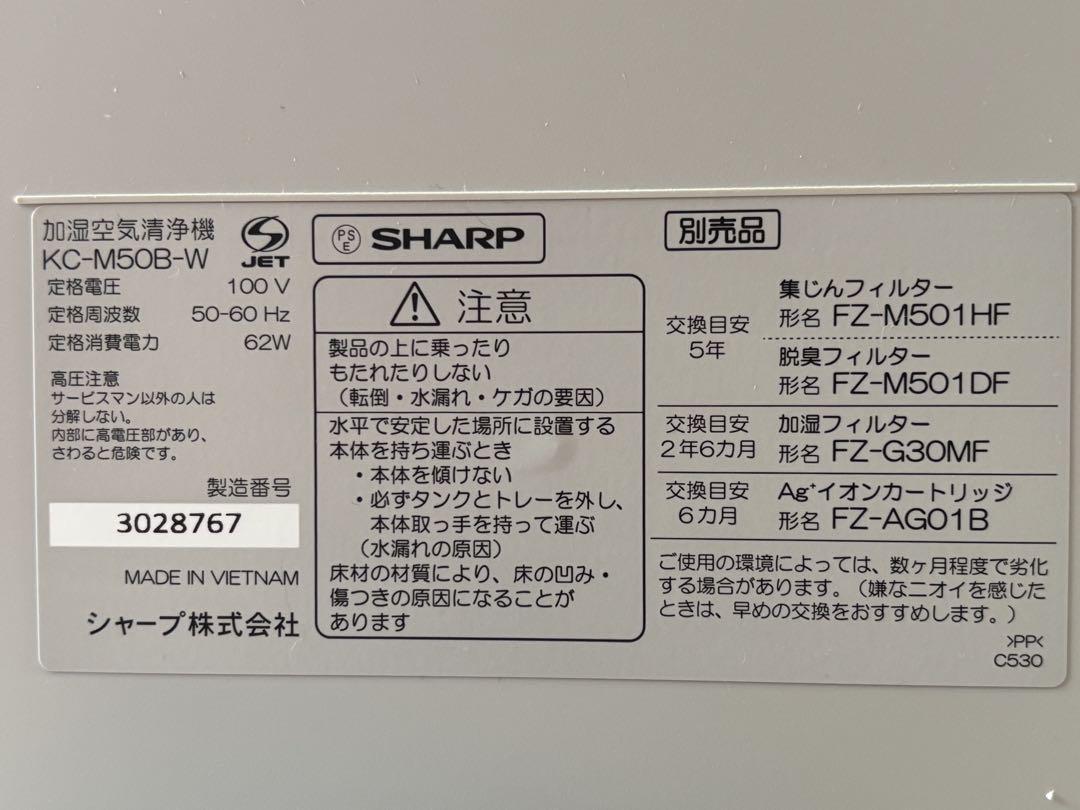 加湿空気清浄機
KC-M50B-W
JET
定格電圧 100 V
定格周波数 50-60 Hz
定格消費電力 62W
高圧注意
サービスマン以外の人は
分解しない。
内部に高電圧部があり、
さわると危険です。
製造番号
3028767
MADE IN VIETNAM
シャープ株式会社
PSE SHARP
注意
製品の上に乗ったり
もたれたりしない
（転倒・水漏れ・ケガの要因）
水平で安定した場所に設置する
本体を持ち運ぶとき
・本体を傾けない
・必ずタンクとトレーを外し、
本体取っ手を持って運ぶ
（水漏れの原因）
床材の材質により、床の凹み・
傷つきの原因になることが
あります
別売品
交換目安
5年
集じんフィルター
形名 FZ-M501HF
脱臭フィルター
形名 FZ-M501DF
交換目安
2年6カ月
加湿フィルター
形名 FZ-G30MF
交換目安
6カ月
Ag⁺イオンカートリッジ
形名 FZ-AG01B
ご使用の環境によっては、数ヶ月程度で劣化
する場合があります。（嫌なニオイを感じた
ときは、早めの交換をおすすめします。）
>PP<
C530